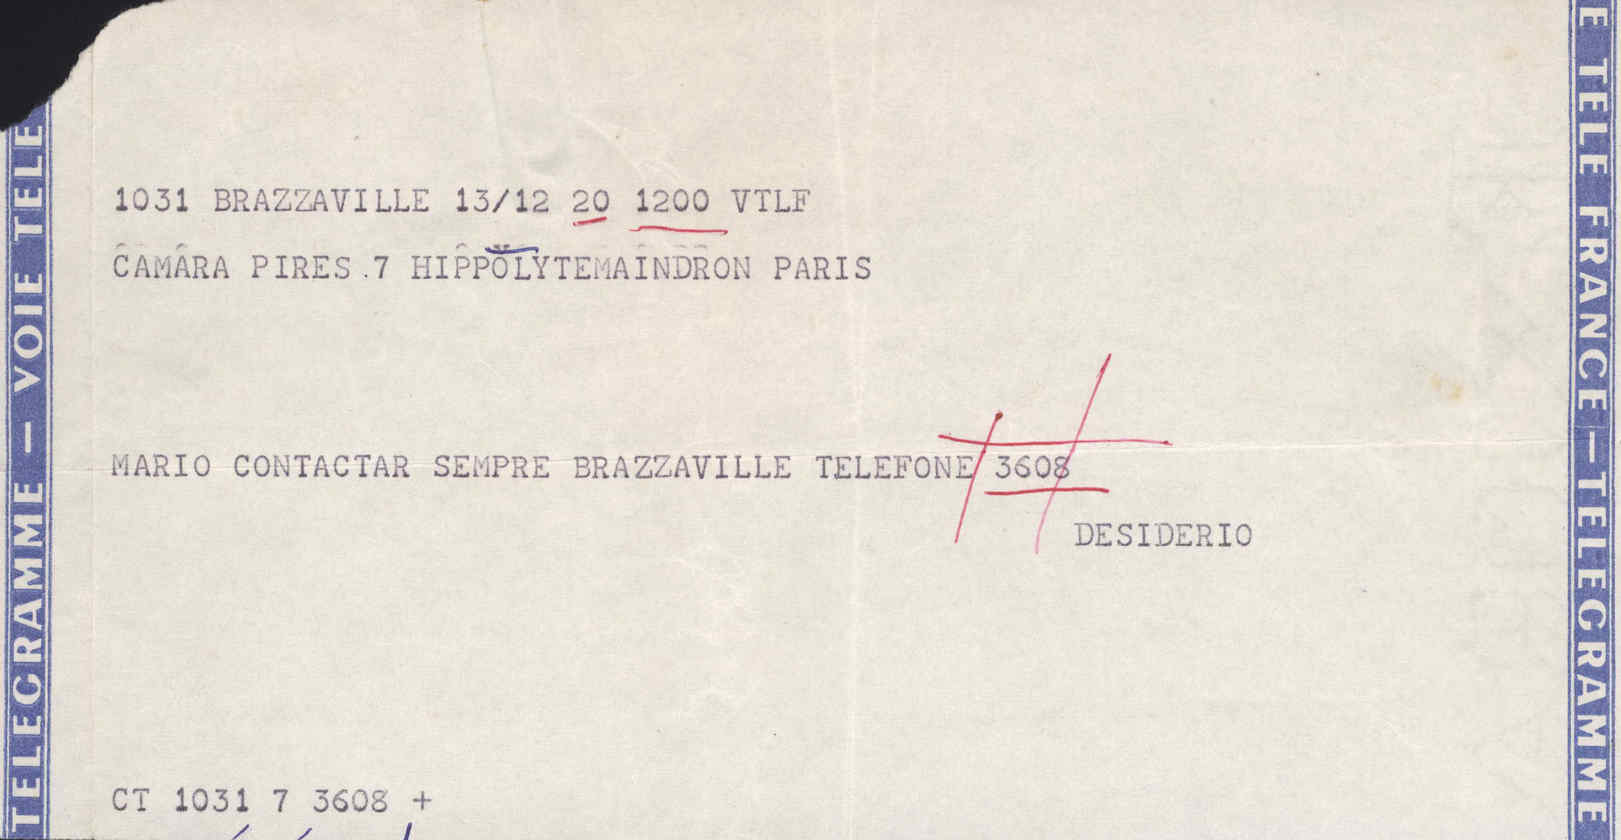 1031 BRAZZAVILLE 13/12 20 1200 VTLF
CAMARA PIRES .7 HIPPOLYTEMAINDRON PARIS
MARIO CONTACTAR SEMPRE BRAZZAVILLE TELEFONE 3608
DESIDERIO
CT 1031 7 3608 +
TELEGRAMME — VOIE TELE
E TELE FRANCE — TELEGRAMME